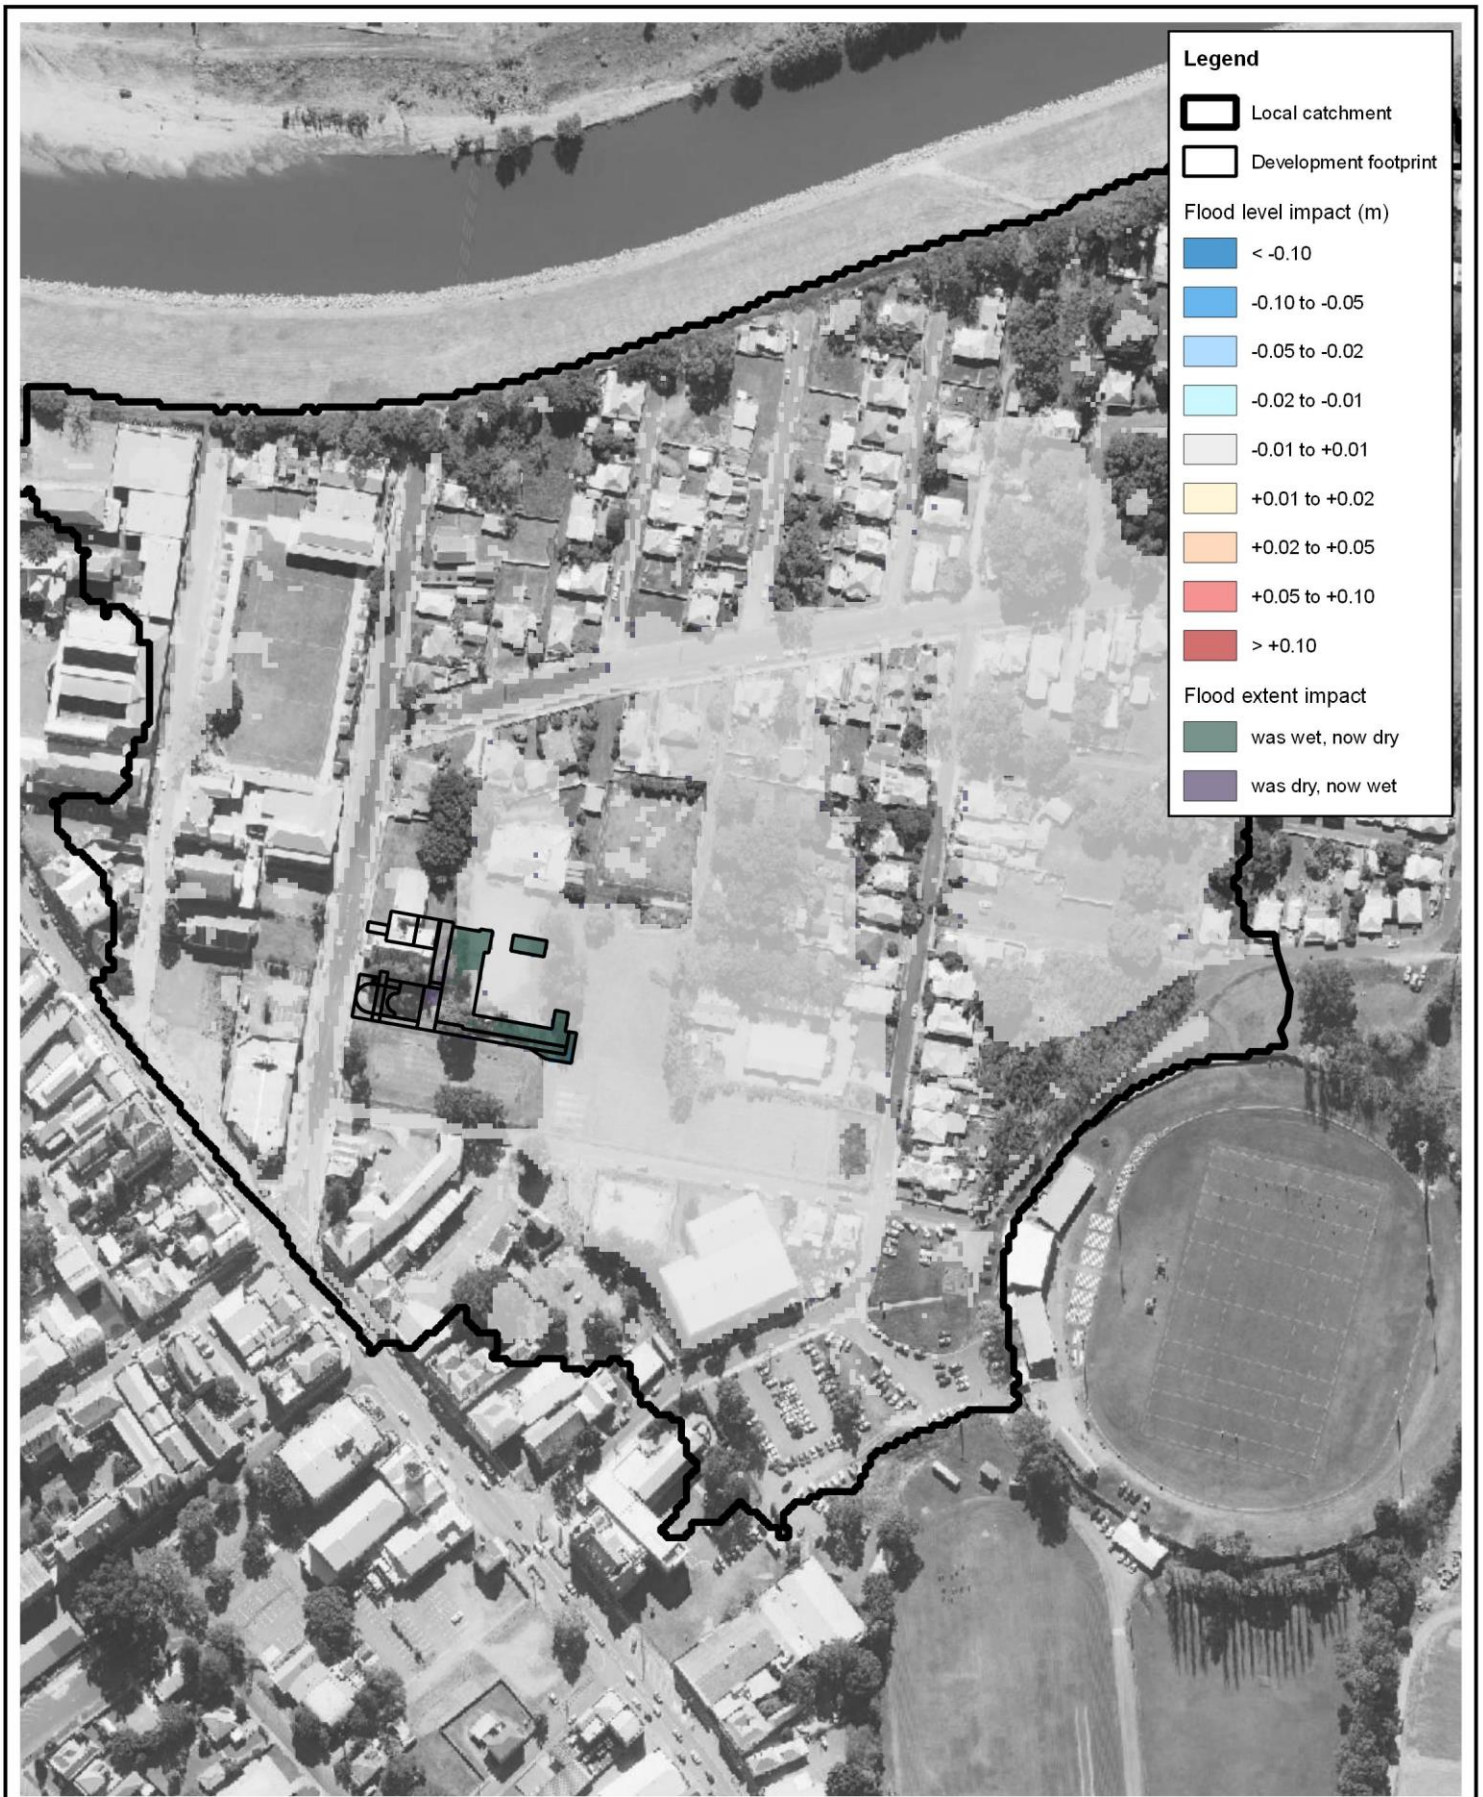 Legend
Local catchment
Development footprint
Flood level impact (m)
< -0.10
-0.10 to -0.05
-0.05 to -0.02
-0.02 to -0.01
-0.01 to +0.01
+0.01 to +0.02
+0.02 to +0.05
+0.05 to +0.10
> +0.10
Flood extent impact
was wet, now dry
was dry, now wet